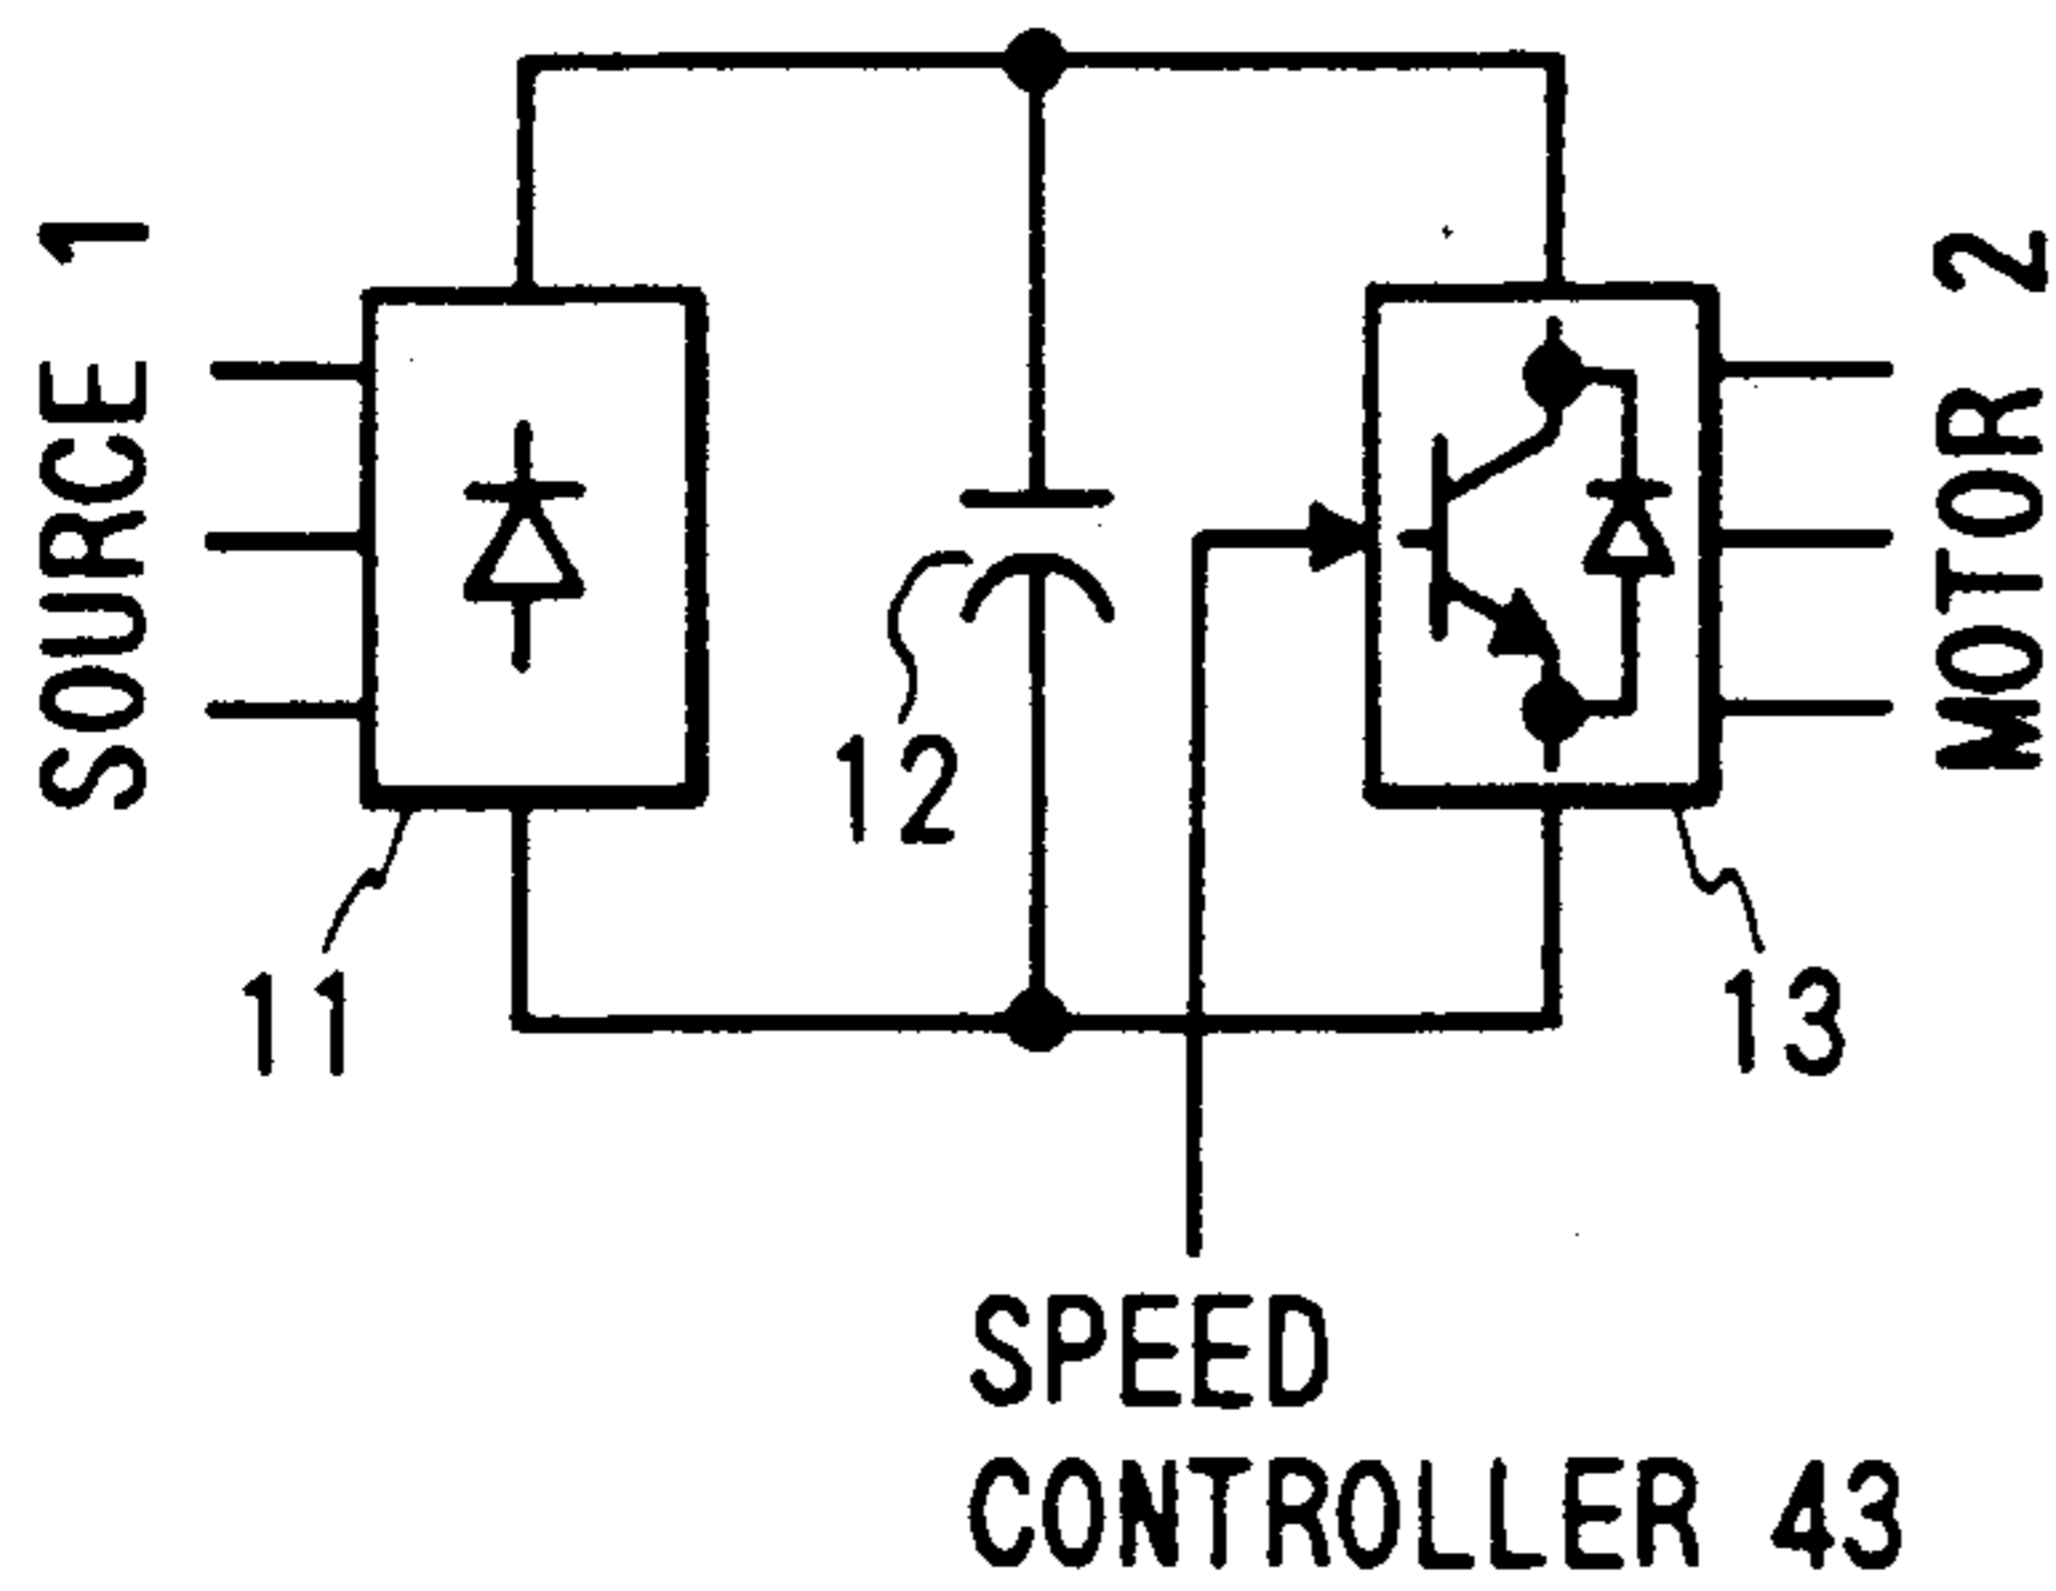 SOURCE 1
MOTOR 2
12
11
13
SPEED
CONTROLLER 43